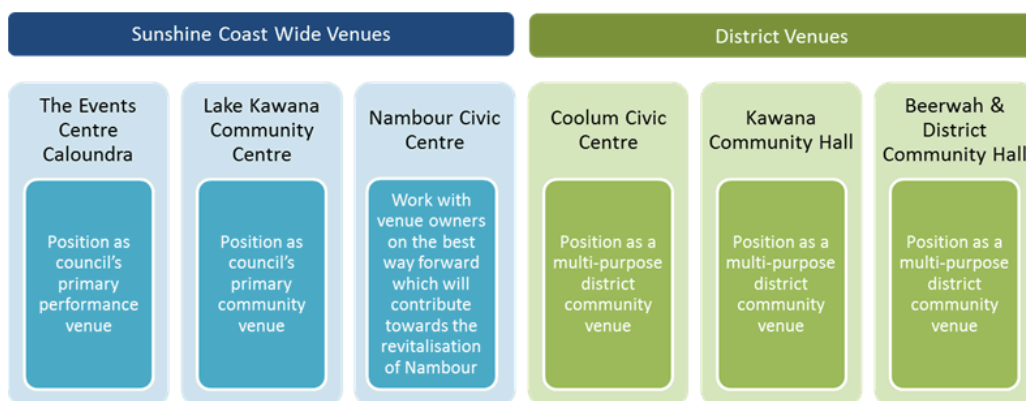 Sunshine Coast Wide Venues
District Venues
The Events
Centre
Caloundra
Position as
council's
primary
performance
venue
Lake Kawana
Community
Centre
Position as
council's
primary
community
venue
Nambour Civic
Centre
Work with
venue owners
on the best
way forward
which will
contribute
towards the
revitalisation
of Nambour
Coolum Civic
Centre
Position as a
multi-purpose
district
community
venue
Kawana
Community Hall
Position as a
multi-purpose
district
community
venue
Beerwah &
District
Community Hall
Position as a
multi-purpose
district
community
venue